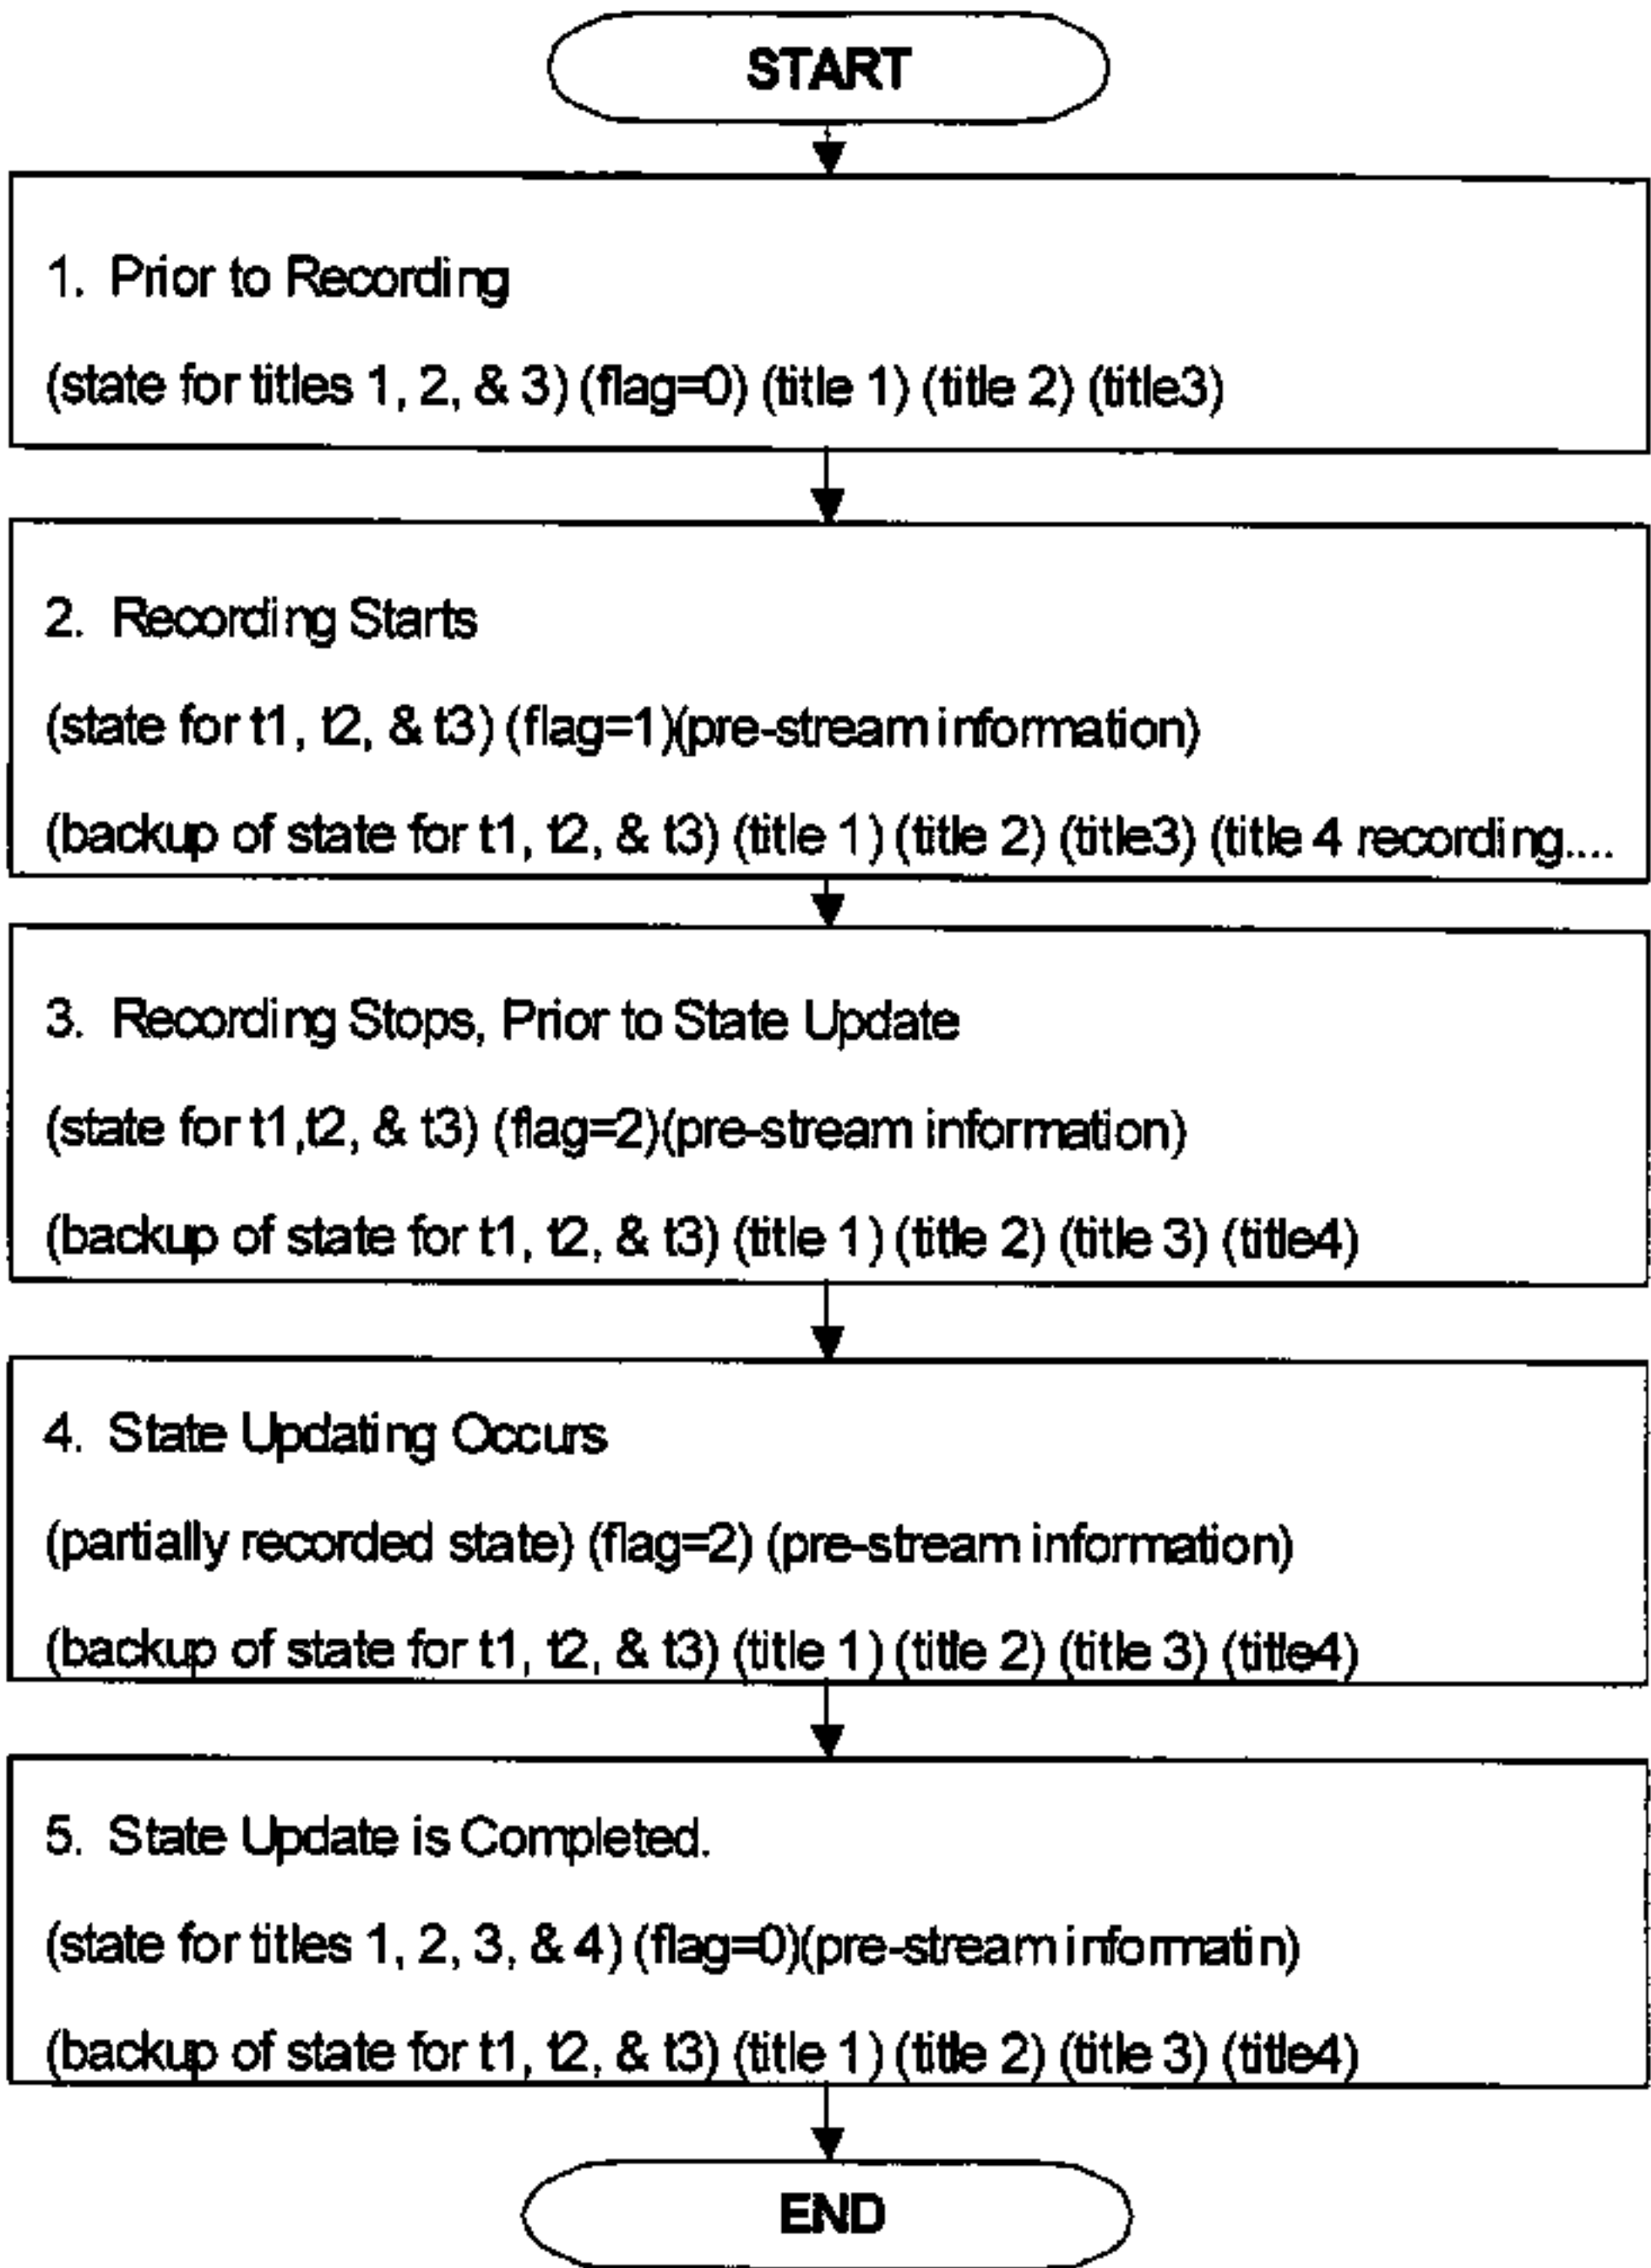 START
1. Prior to Recording
(state for titles 1, 2, & 3) (flag=0) (title 1) (title 2) (title3)
2. Recording Starts
(state for t1, t2, & t3) (flag=1)(pre-stream information)
(backup of state for t1, t2, & t3) (title 1) (title 2) (title3) (title 4 recording....
3. Recording Stops, Prior to State Update
(state for t1,t2, & t3) (flag=2)(pre-stream information)
(backup of state for t1, t2, & t3) (title 1) (title 2) (title 3) (title4)
4. State Updating Occurs
(partially recorded state) (flag=2) (pre-stream information)
(backup of state for t1, t2, & t3) (title 1) (title 2) (title 3) (title4)
5. State Update is Completed.
(state for titles 1, 2, 3, & 4) (flag=0)(pre-stream informatin)
(backup of state for t1, t2, & t3) (title 1) (title 2) (title 3) (title4)
END